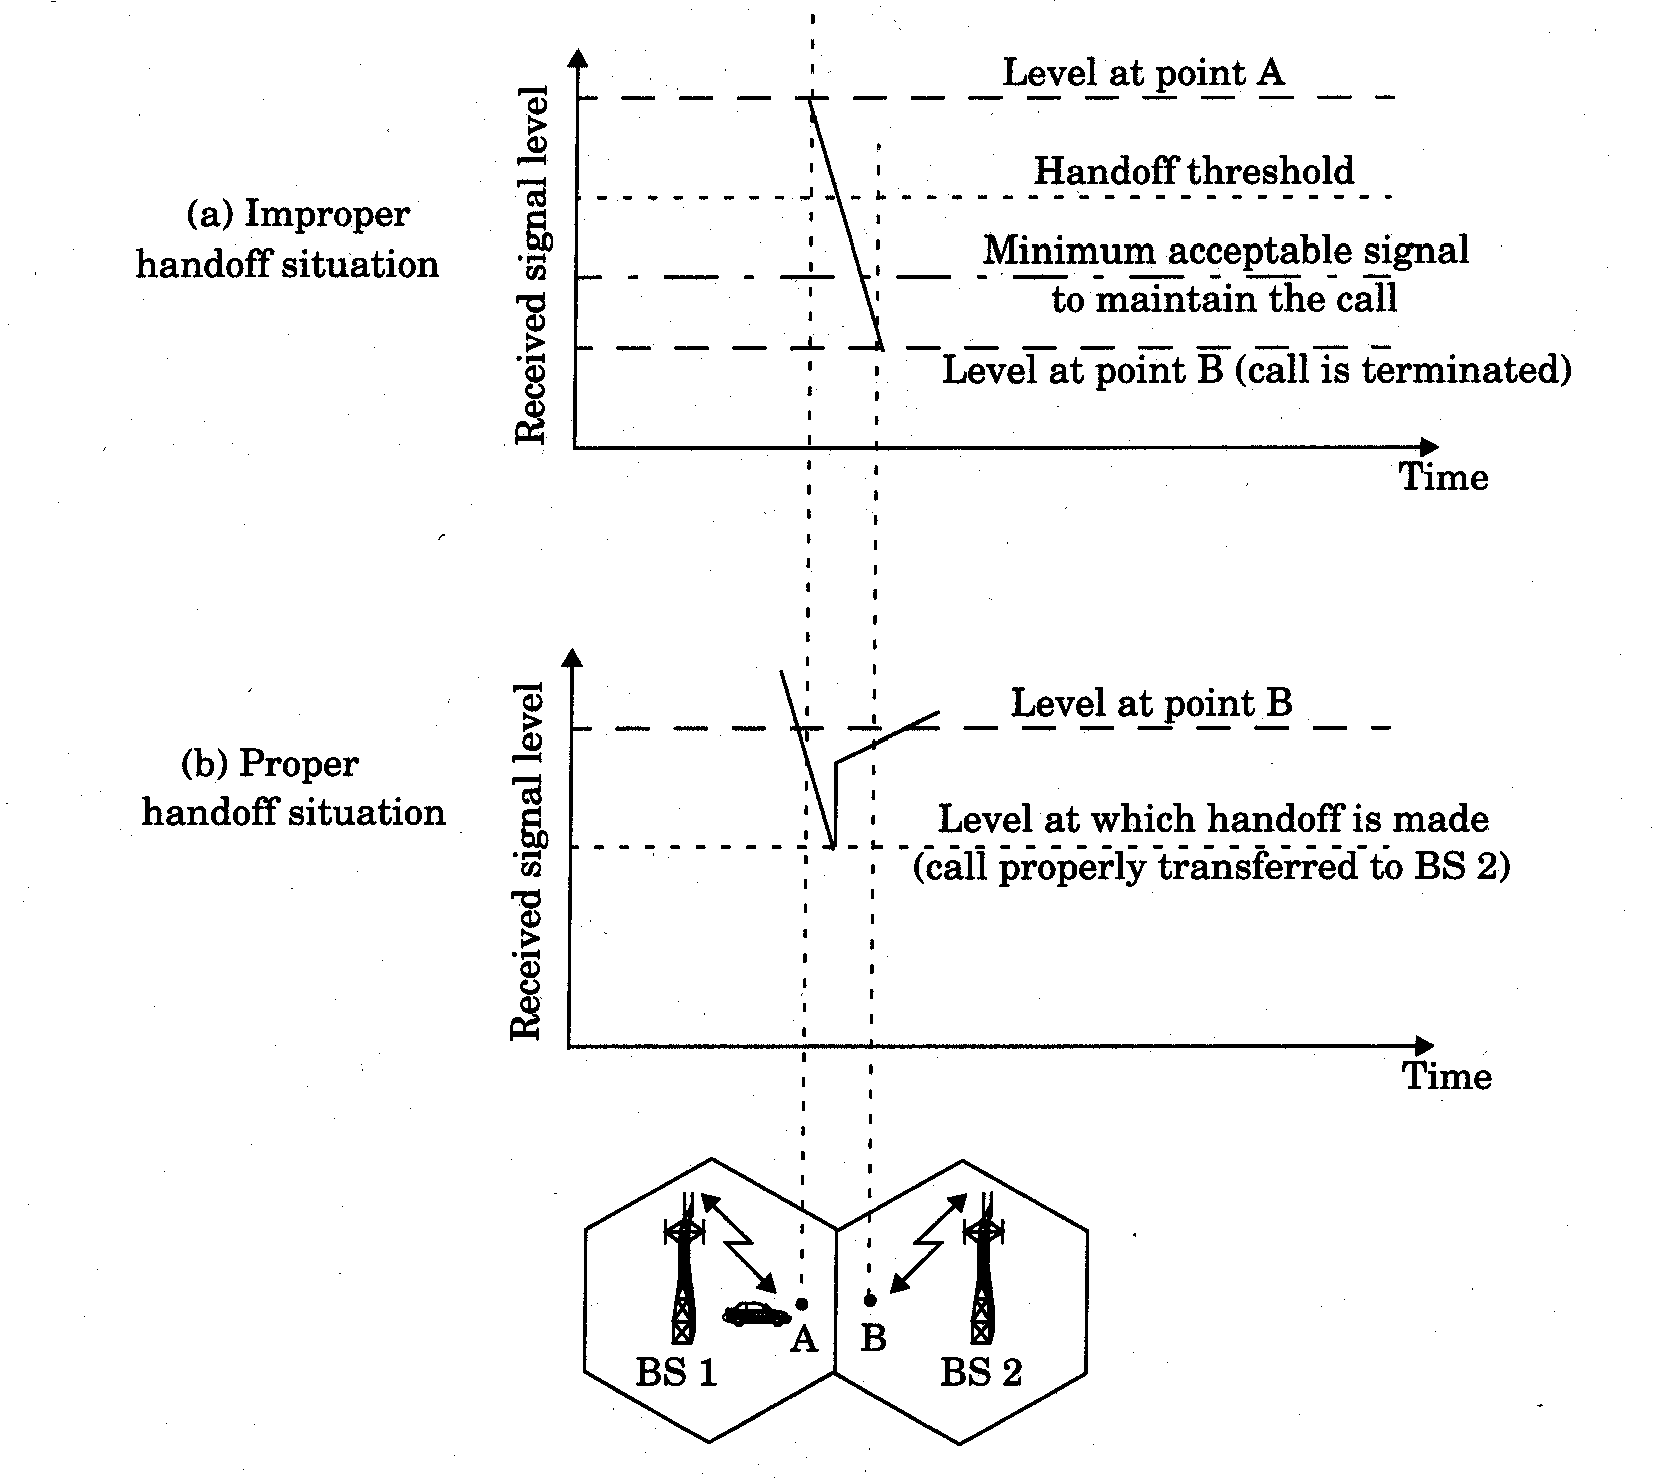 Level at point A
Handoff threshold
(a) Improper
handoff situation
Received signal level
Minimum acceptable signal
to maintain the call
Level at point B (call is terminated)
Time
Level at point B
(b) Proper
handoff situation
Received signal level
Level at which handoff is made
(call properly transferred to BS 2)
Time
A
B
BS 1
BS 2